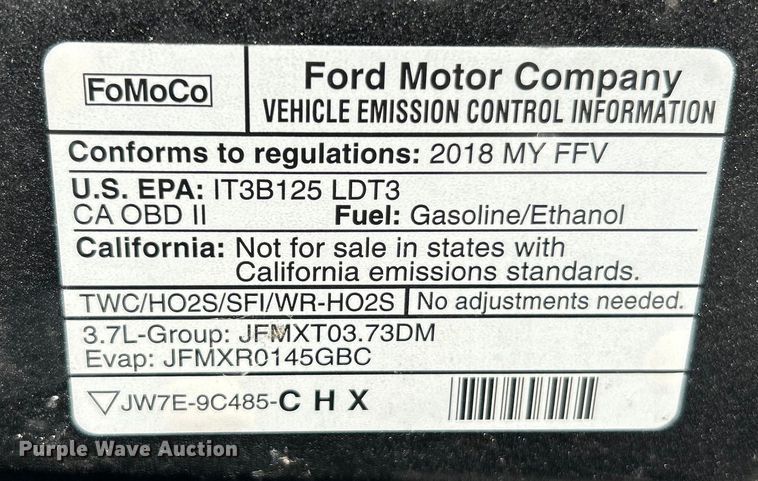 FoMoCo
Ford Motor Company
VEHICLE EMISSION CONTROL INFORMATION
Conforms to regulations: 2018 MY FFV
U.S. EPA: IT3B125 LDT3
CA OBD II Fuel: Gasoline/Ethanol
California: Not for sale in states with
California emissions standards.
TWC/HO2S/SFI/WR-HO2S No adjustments needed.
3.7L-Group: JFMXT03.73DM
Evap: JFMXR0145GBC
JW7E-9C485-C H X
Purple Wave Auction